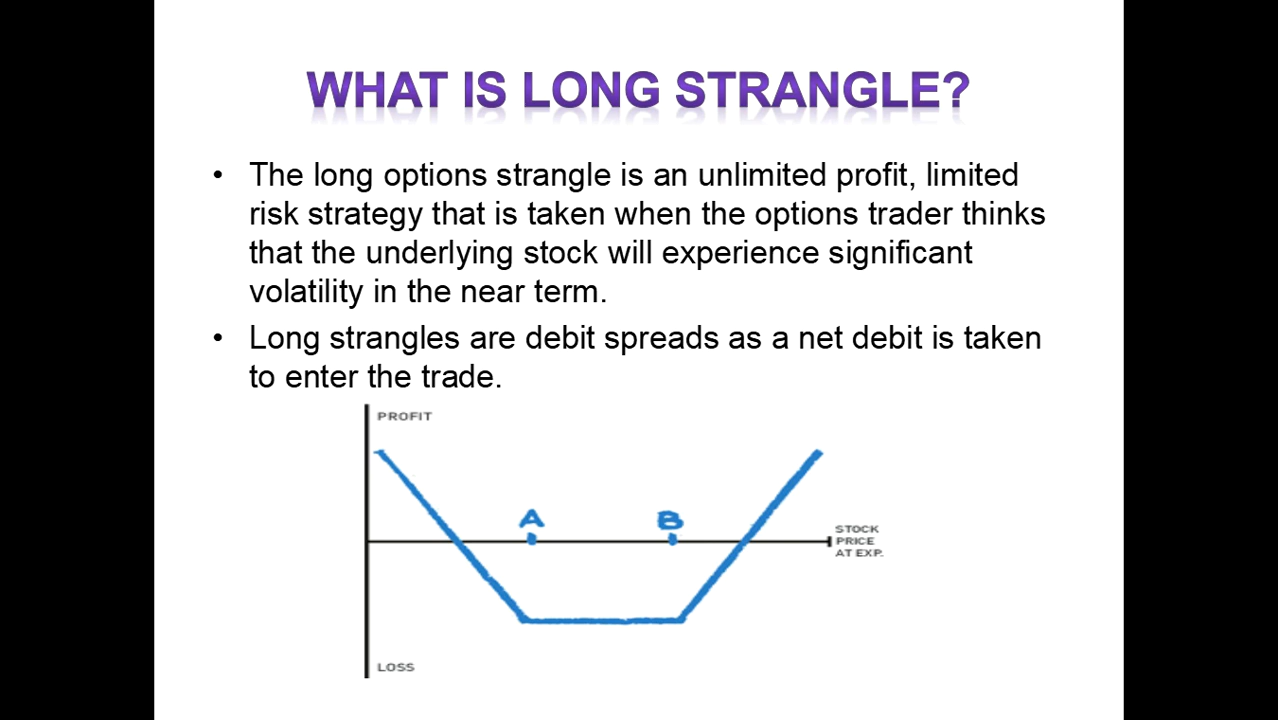 WHAT IS LONG STRANGLE?
• The long options strangle is an unlimited profit, limited
risk strategy that is taken when the options trader thinks
that the underlying stock will experience significant
volatility in the near term.
• Long strangles are debit spreads as a net debit is taken
to enter the trade.
PROFIT
A
B
STOCK
PRICE
AT EXP.
LOSS